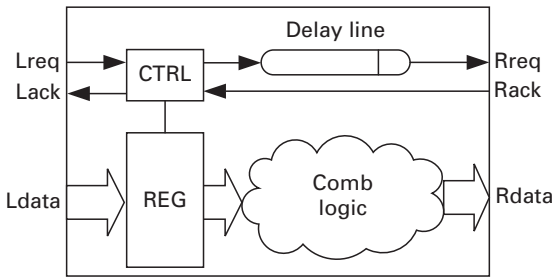 Delay line
Lreq
CTRL
Rreq
Lack
Rack
Ldata
REG
Comb
logic
Rdata